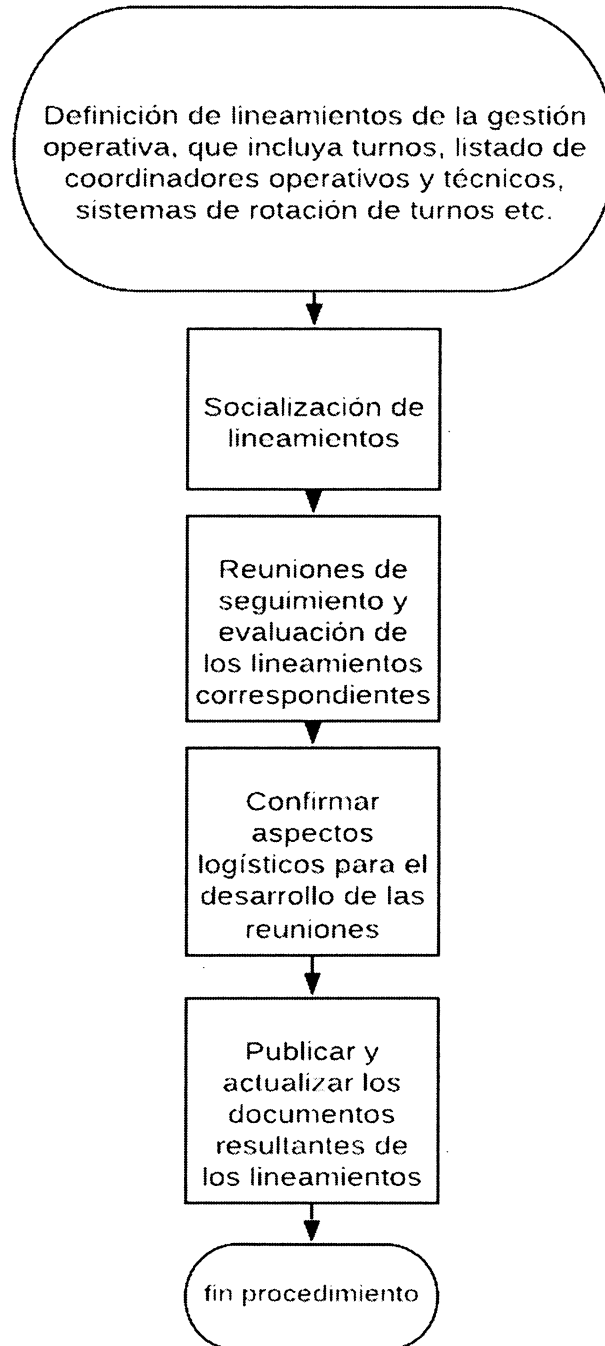 Definición de lineamientos de la gestión
operativa, que incluya turnos, listado de
coordinadores operativos y técnicos,
sistemas de rotación de turnos etc.
Socialización de
lineamientos
Reuniones de
seguimiento y
evaluación de
los lineamientos
correspondientes
Confirmar
aspectos
logísticos para el
desarrollo de las
reuniones
Publicar y
actualizar los
documentos
resultantes de
los lineamientos
fin procedimiento